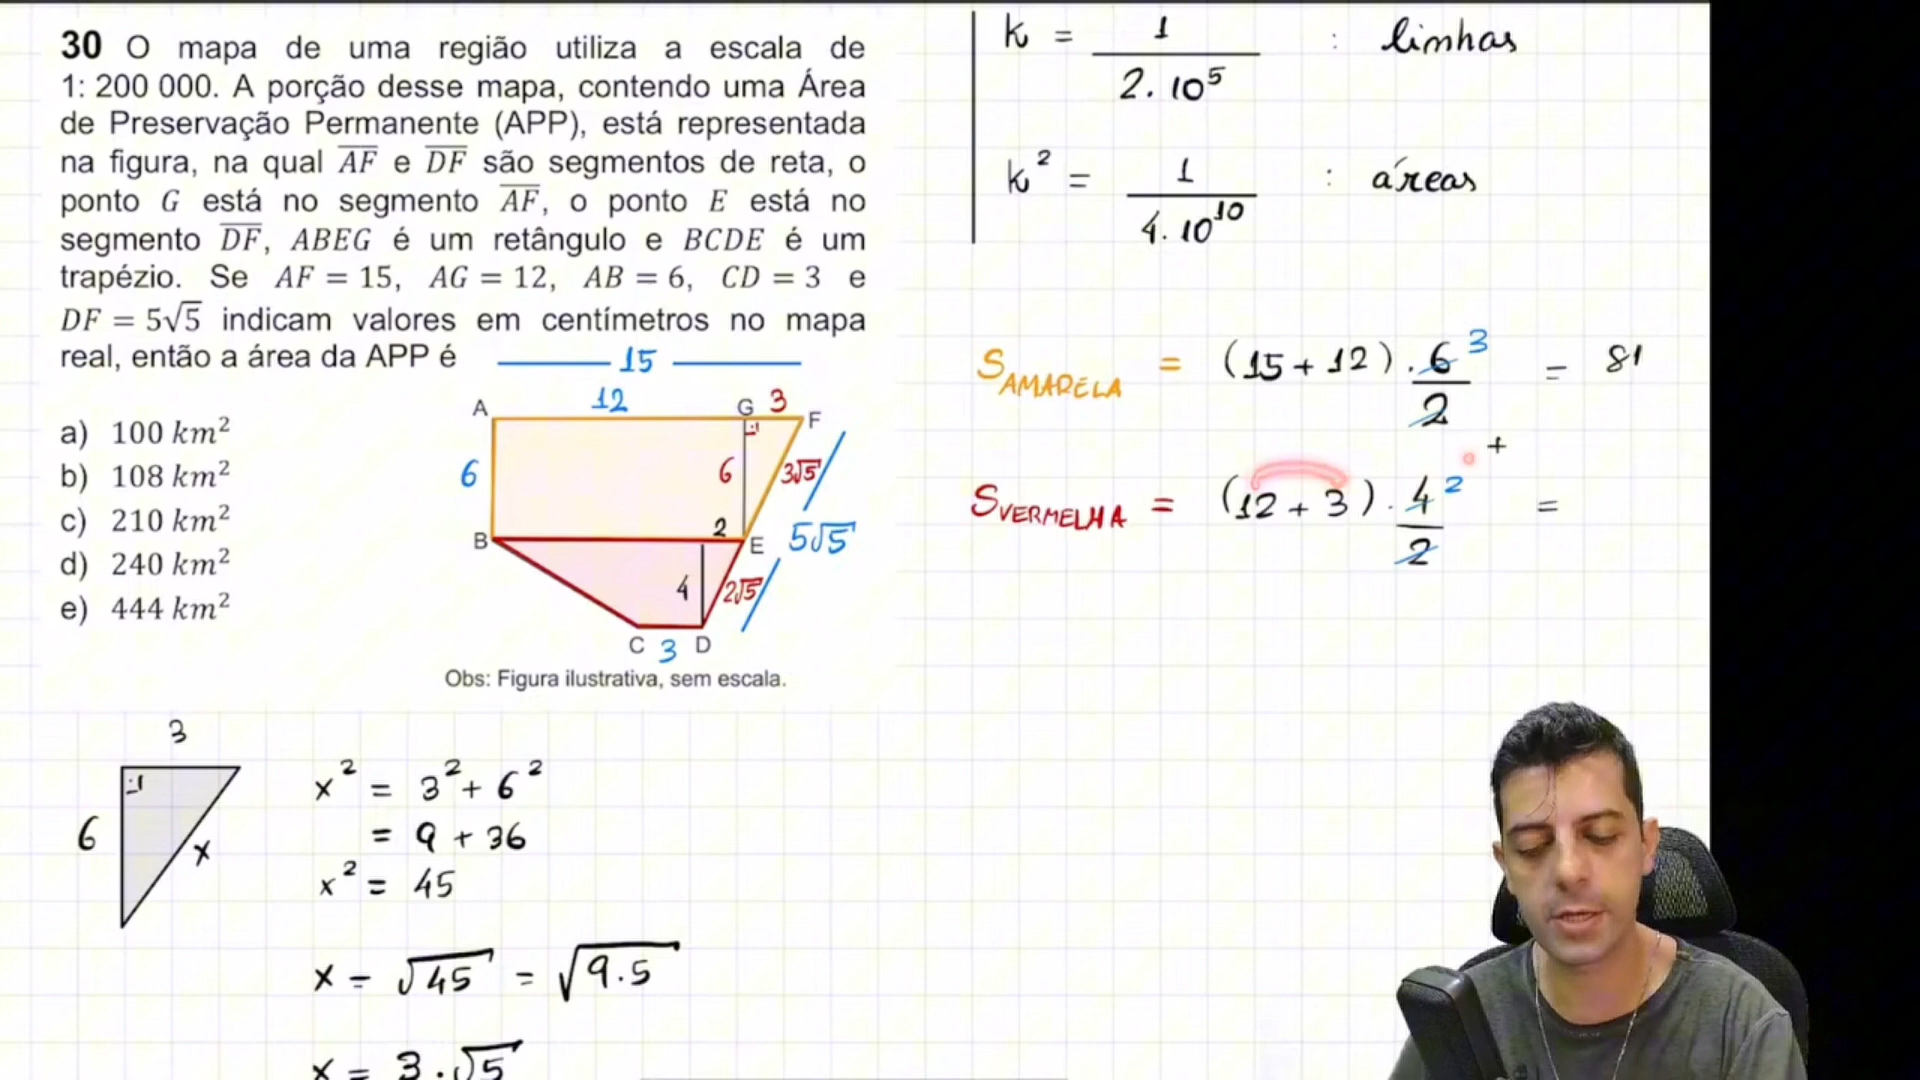 30 O mapa de uma região utiliza a escala de
1: 200 000. A porção desse mapa, contendo uma Área
de Preservação Permanente (APP), está representada
na figura, na qual A̅F̅ e D̅F̅ são segmentos de reta, o
ponto G está no segmento A̅F̅, o ponto E está no
segmento D̅F̅, ABEG é um retângulo e BCDE é um
trapézio. Se AF = 15, AG = 12, AB = 6, CD = 3 e
DF = 5√5 indicam valores em centímetros no mapa
real, então a área da APP é
a) 100 km²
b) 108 km²
c) 210 km²
d) 240 km²
e) 444 km²
15
12
A G 3 F
6 6 3√5
2
B E 5√5
4 2√5
C 3 D
Obs: Figura ilustrativa, sem escala.
3
6
x
x² = 3² + 6²
= 9 + 36
x² = 45
x = √45 = √9.5
x = 3.√5
k = 1 / 2.10⁵ : linhas
k² = 1 / 4.10¹⁰ : áreas
SAMARELA = (15 + 12) . 6 3 / 2 = 81
+
SVERMELHA = (12 + 3) . 4 2 / 2 =